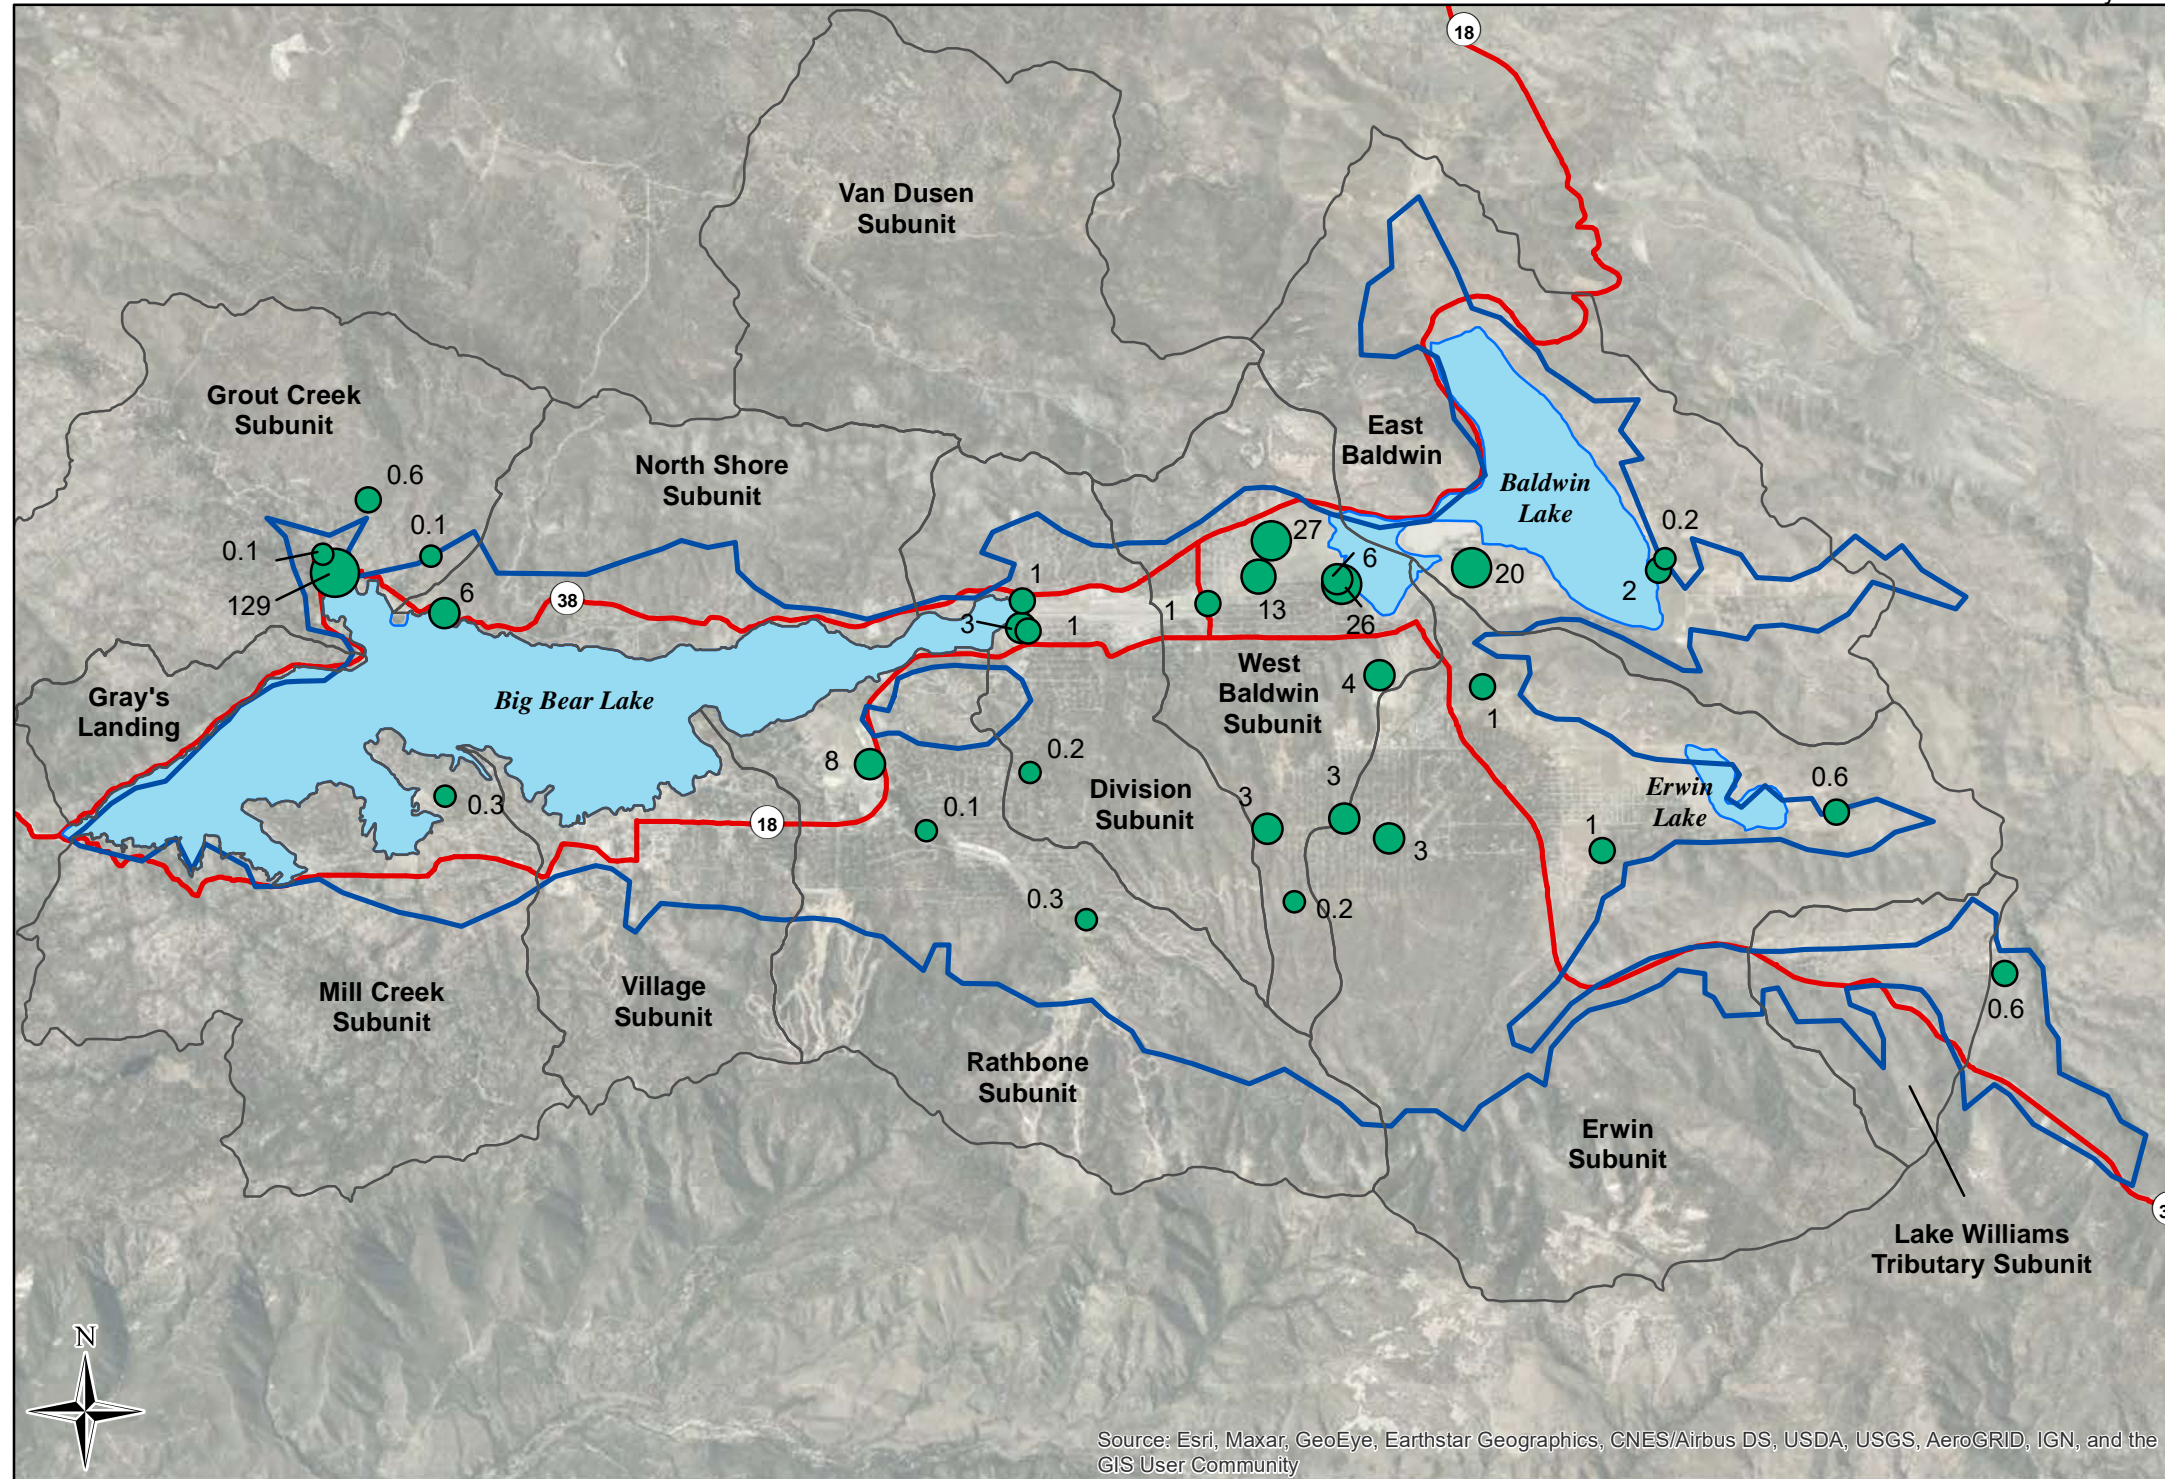 18
Van Dusen
Subunit
Grout Creek
Subunit
North Shore
Subunit
East
Baldwin
Baldwin
Lake
0.6
0.1
0.1
129
6
38
27
13
6
26
20
0.2
2
1
3
1
1
Gray's
Landing
Big Bear Lake
West
Baldwin
Subunit
4
1
8
0.2
0.3
0.1
18
Division
Subunit
3
3
3
Erwin
Lake
0.6
1
0.3
0.2
0.6
Mill Creek
Subunit
Village
Subunit
Rathbone
Subunit
Erwin
Subunit
Lake Williams
Tributary Subunit
N
Source: Esri, Maxar, GeoEye, Earthstar Geographics, CNES/Airbus DS, USDA, USGS, AeroGRID, IGN, and the
GIS User Community